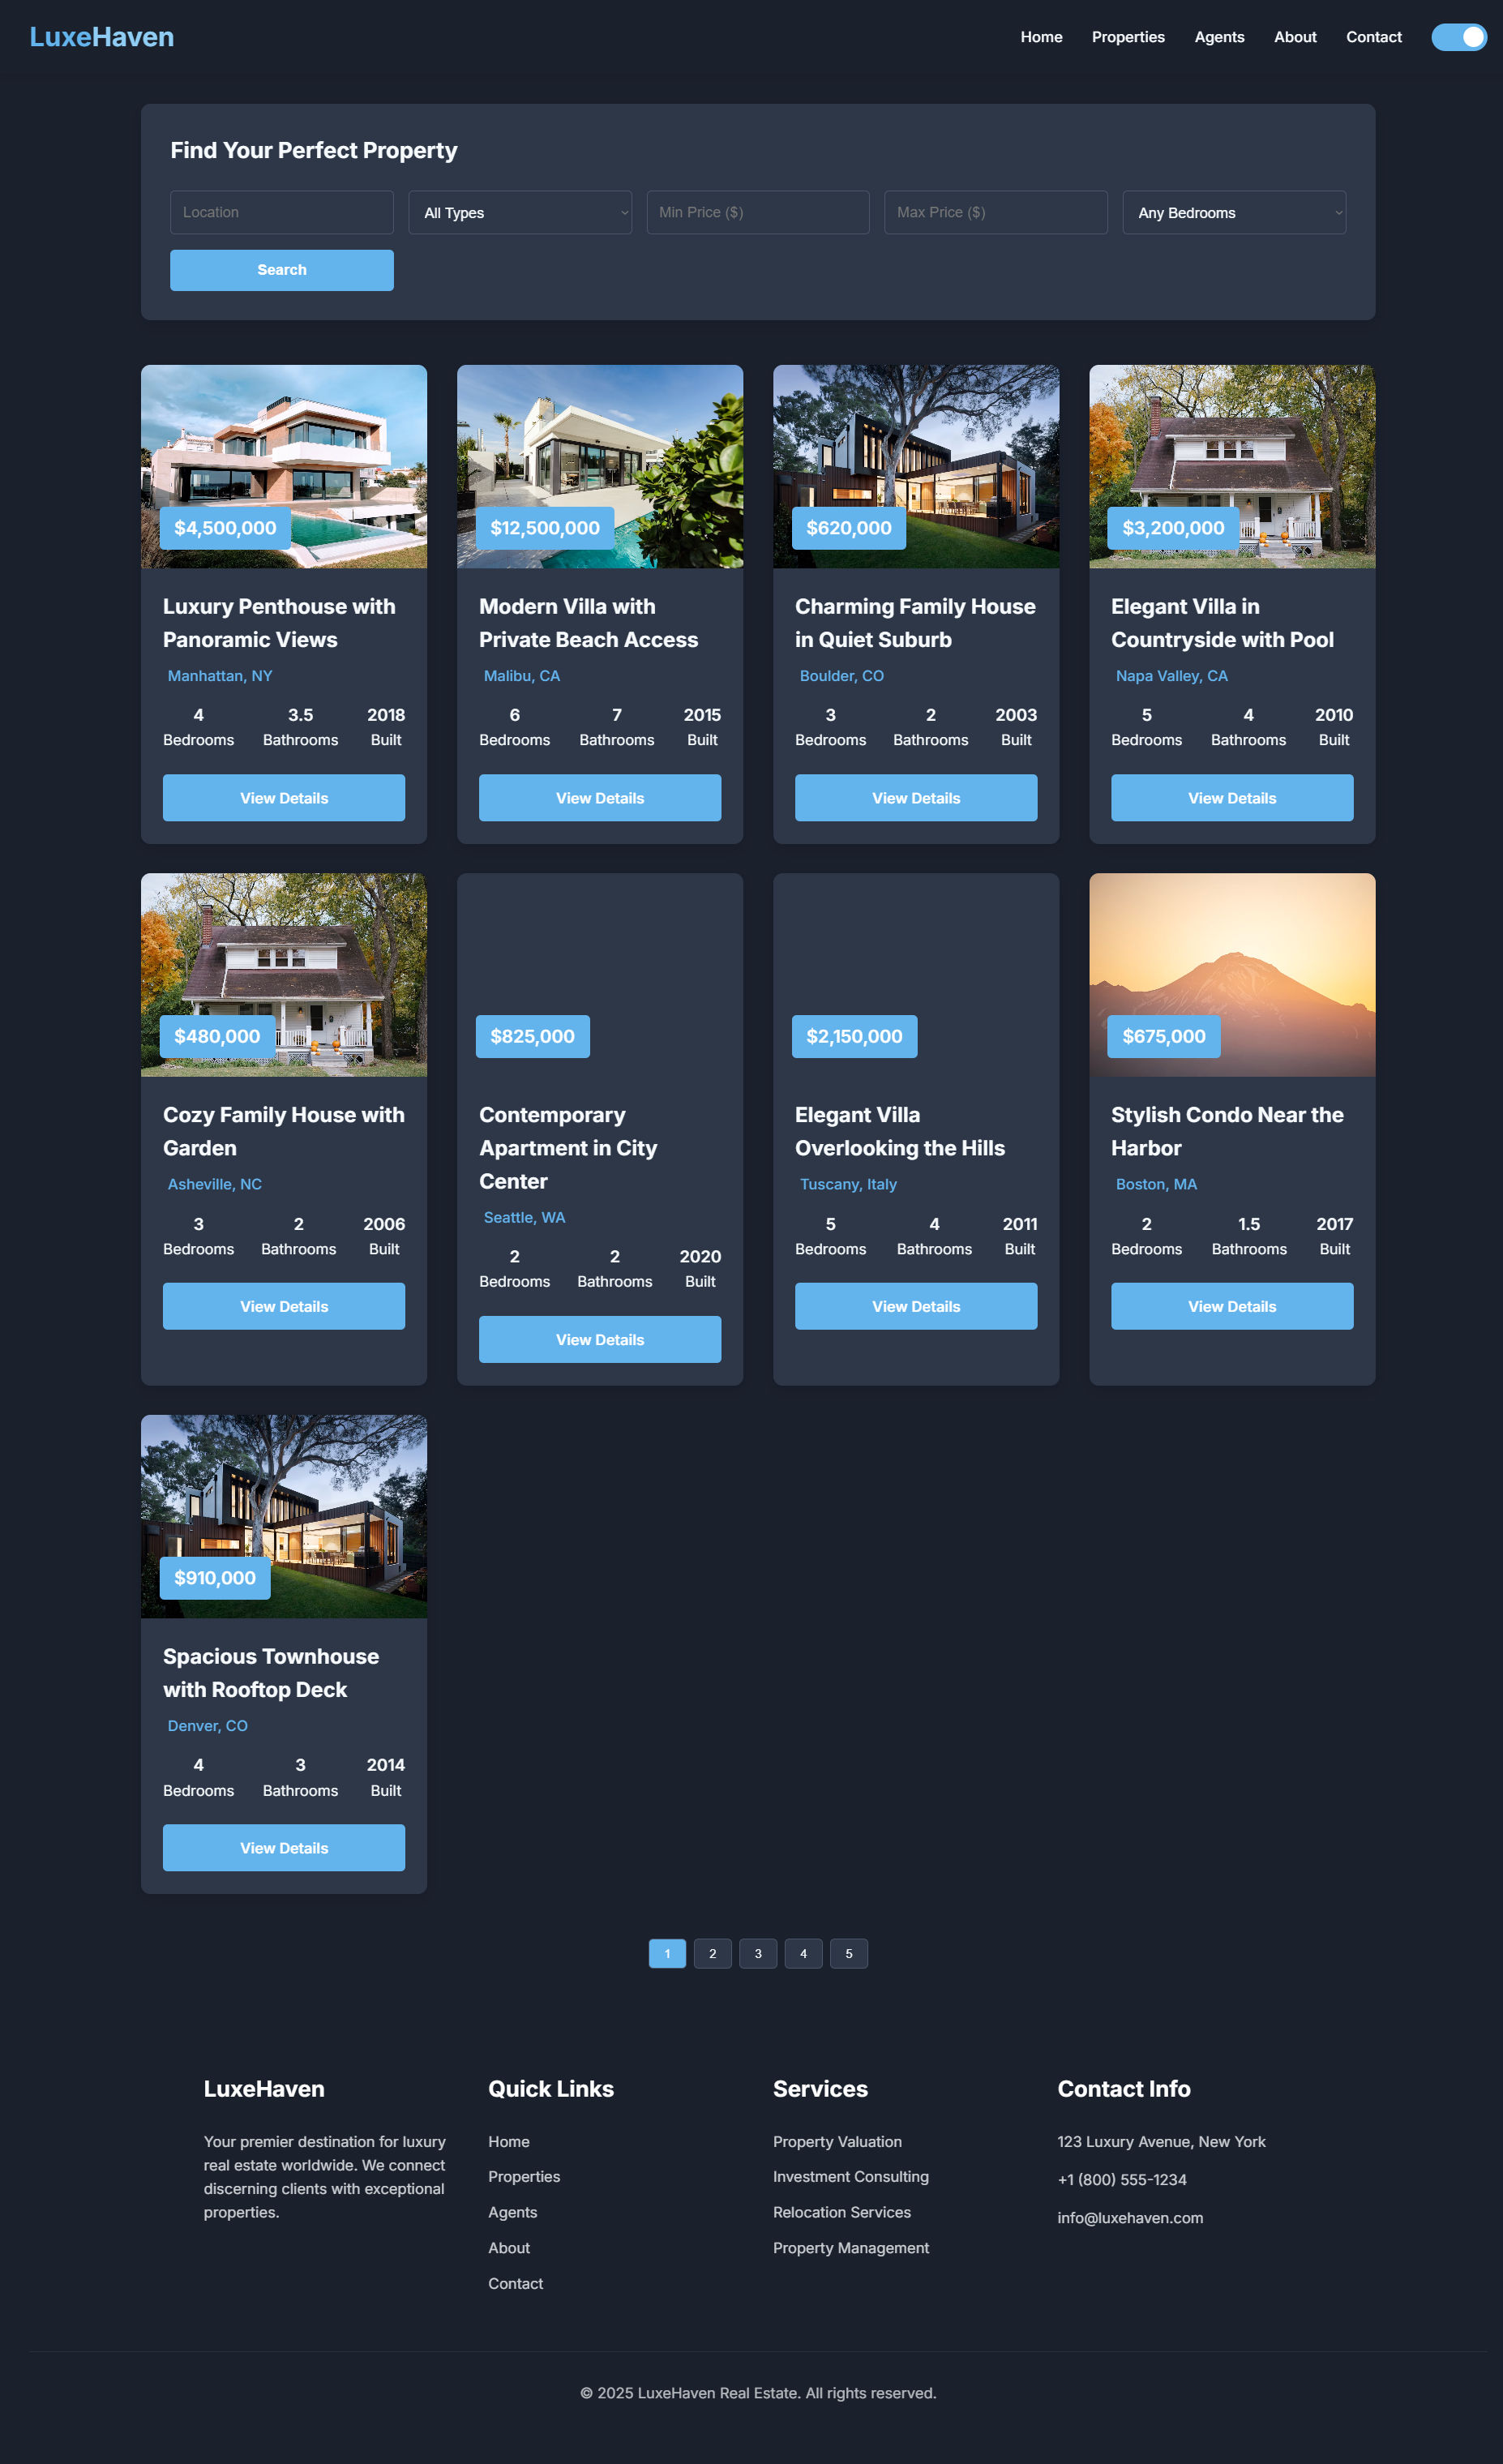 LuxeHaven
Home
Properties
Agents
About
Contact
Find Your Perfect Property
Location
All Types
Min Price ($)
Max Price ($)
Any Bedrooms
Search
$4,500,000
Luxury Penthouse with
Panoramic Views
Manhattan, NY
4 3.5 2018
Bedrooms Bathrooms Built
View Details
$12,500,000
Modern Villa with
Private Beach Access
Malibu, CA
6 7 2015
Bedrooms Bathrooms Built
View Details
$620,000
Charming Family House
in Quiet Suburb
Boulder, CO
3 2 2003
Bedrooms Bathrooms Built
View Details
$3,200,000
Elegant Villa in
Countryside with Pool
Napa Valley, CA
5 4 2010
Bedrooms Bathrooms Built
View Details
$480,000
Cozy Family House with
Garden
Asheville, NC
3 2 2006
Bedrooms Bathrooms Built
View Details
$825,000
Contemporary
Apartment in City
Center
Seattle, WA
2 2 2020
Bedrooms Bathrooms Built
View Details
$2,150,000
Elegant Villa
Overlooking the Hills
Tuscany, Italy
5 4 2011
Bedrooms Bathrooms Built
View Details
$675,000
Stylish Condo Near the
Harbor
Boston, MA
2 1.5 2017
Bedrooms Bathrooms Built
View Details
$910,000
Spacious Townhouse
with Rooftop Deck
Denver, CO
4 3 2014
Bedrooms Bathrooms Built
View Details
1 2 3 4 5
LuxeHaven
Your premier destination for luxury
real estate worldwide. We connect
discerning clients with exceptional
properties.
Quick Links
Home
Properties
Agents
About
Contact
Services
Property Valuation
Investment Consulting
Relocation Services
Property Management
Contact Info
123 Luxury Avenue, New York
+1 (800) 555-1234
info@luxehaven.com
© 2025 LuxeHaven Real Estate. All rights reserved.